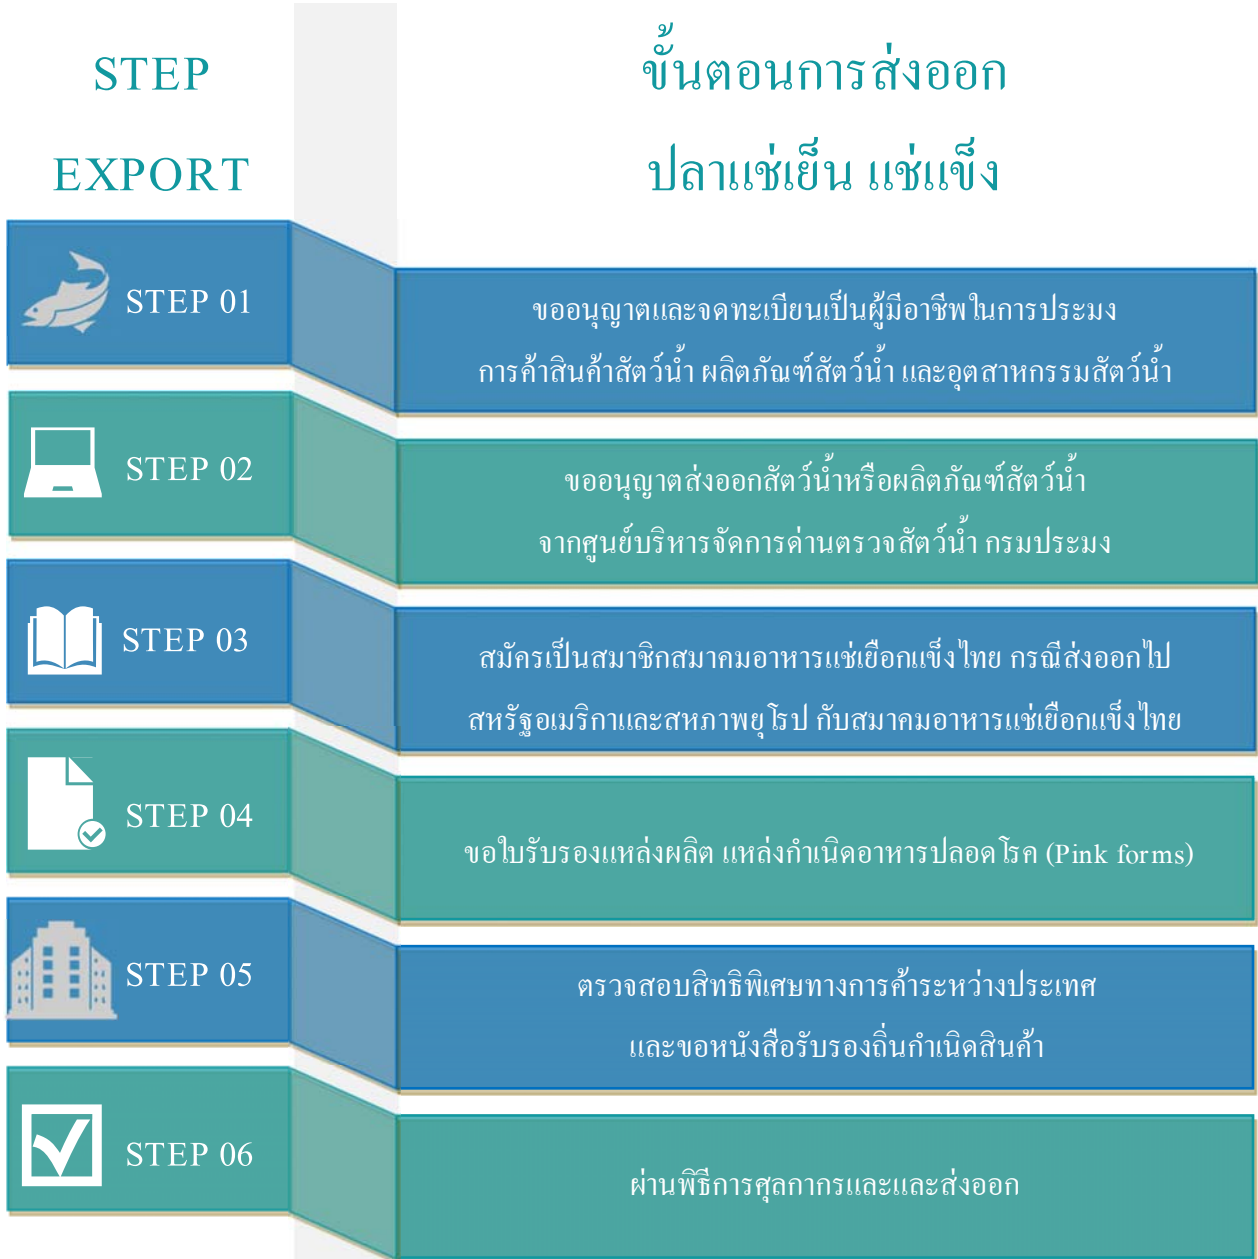 STEP
EXPORT
ขั้นตอนการส่งออก
ปลาแช่เย็น แช่แข็ง
STEP 01
ขออนุญาตและจดทะเบียนเป็นผู้มีอาชีพในการประมง
การค้าสินค้าสัตว์น้ำ ผลิตภัณฑ์สัตว์น้ำ และอุตสาหกรรมสัตว์น้ำ
STEP 02
ขออนุญาตส่งออกสัตว์น้ำหรือผลิตภัณฑ์สัตว์น้ำ
จากศูนย์บริหารจัดการด่านตรวจสัตว์น้ำ กรมประมง
STEP 03
สมัครเป็นสมาชิกสมาคมอาหารแช่เยือกแข็งไทย กรณีส่งออกไป
สหรัฐอเมริกาและสหภาพยุโรป กับสมาคมอาหารแช่เยือกแข็งไทย
STEP 04
ขอใบรับรองแหล่งผลิต แหล่งกำเนิดอาหารปลอดโรค (Pink forms)
STEP 05
ตรวจสอบสิทธิพิเศษทางการค้าระหว่างประเทศ
และขอหนังสือรับรองถิ่นกำเนิดสินค้า
STEP 06
ผ่านพิธีการศุลกากรและและส่งออก